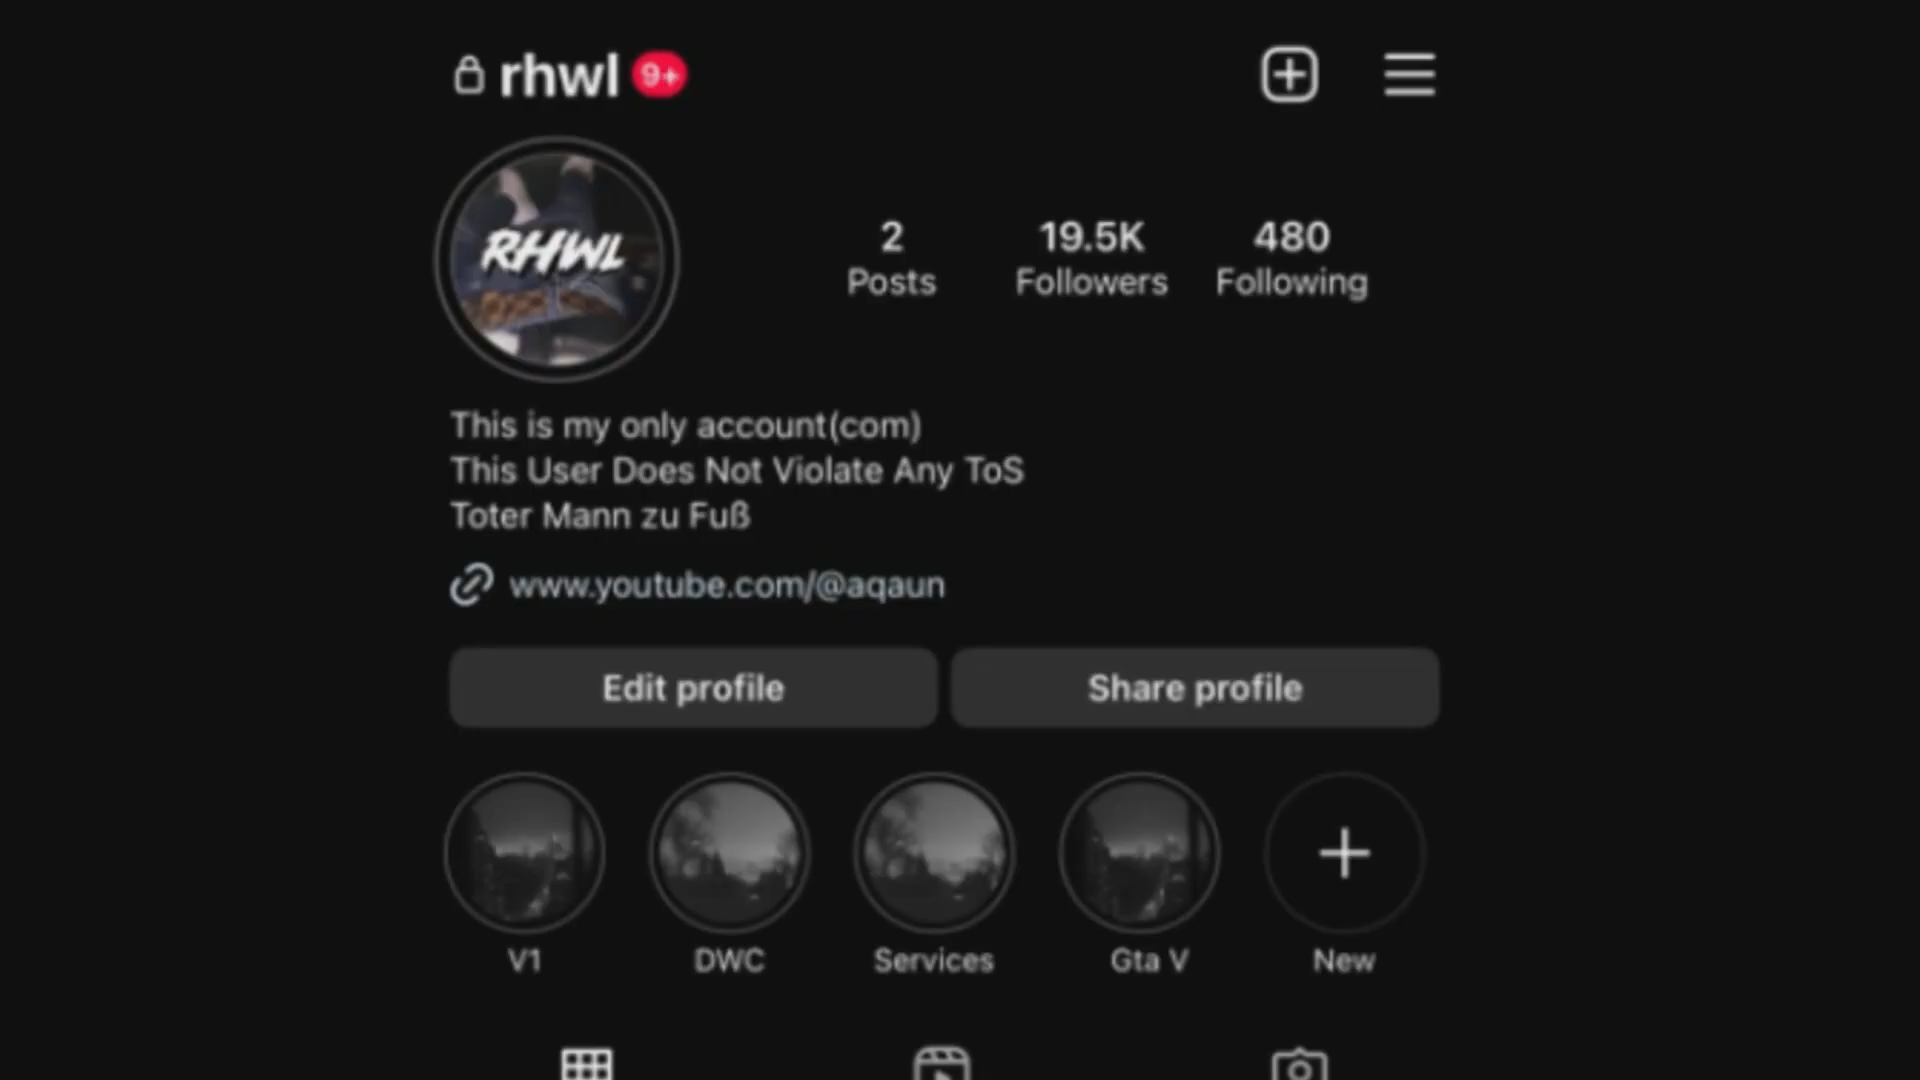 rhwl 9+
RHWL
2
Posts
19.5K
Followers
480
Following
This is my only account(com)
This User Does Not Violate Any ToS
Toter Mann zu Fuß
www.youtube.com/@aqaun
Edit profile
Share profile
V1
DWC
Services
Gta V
New